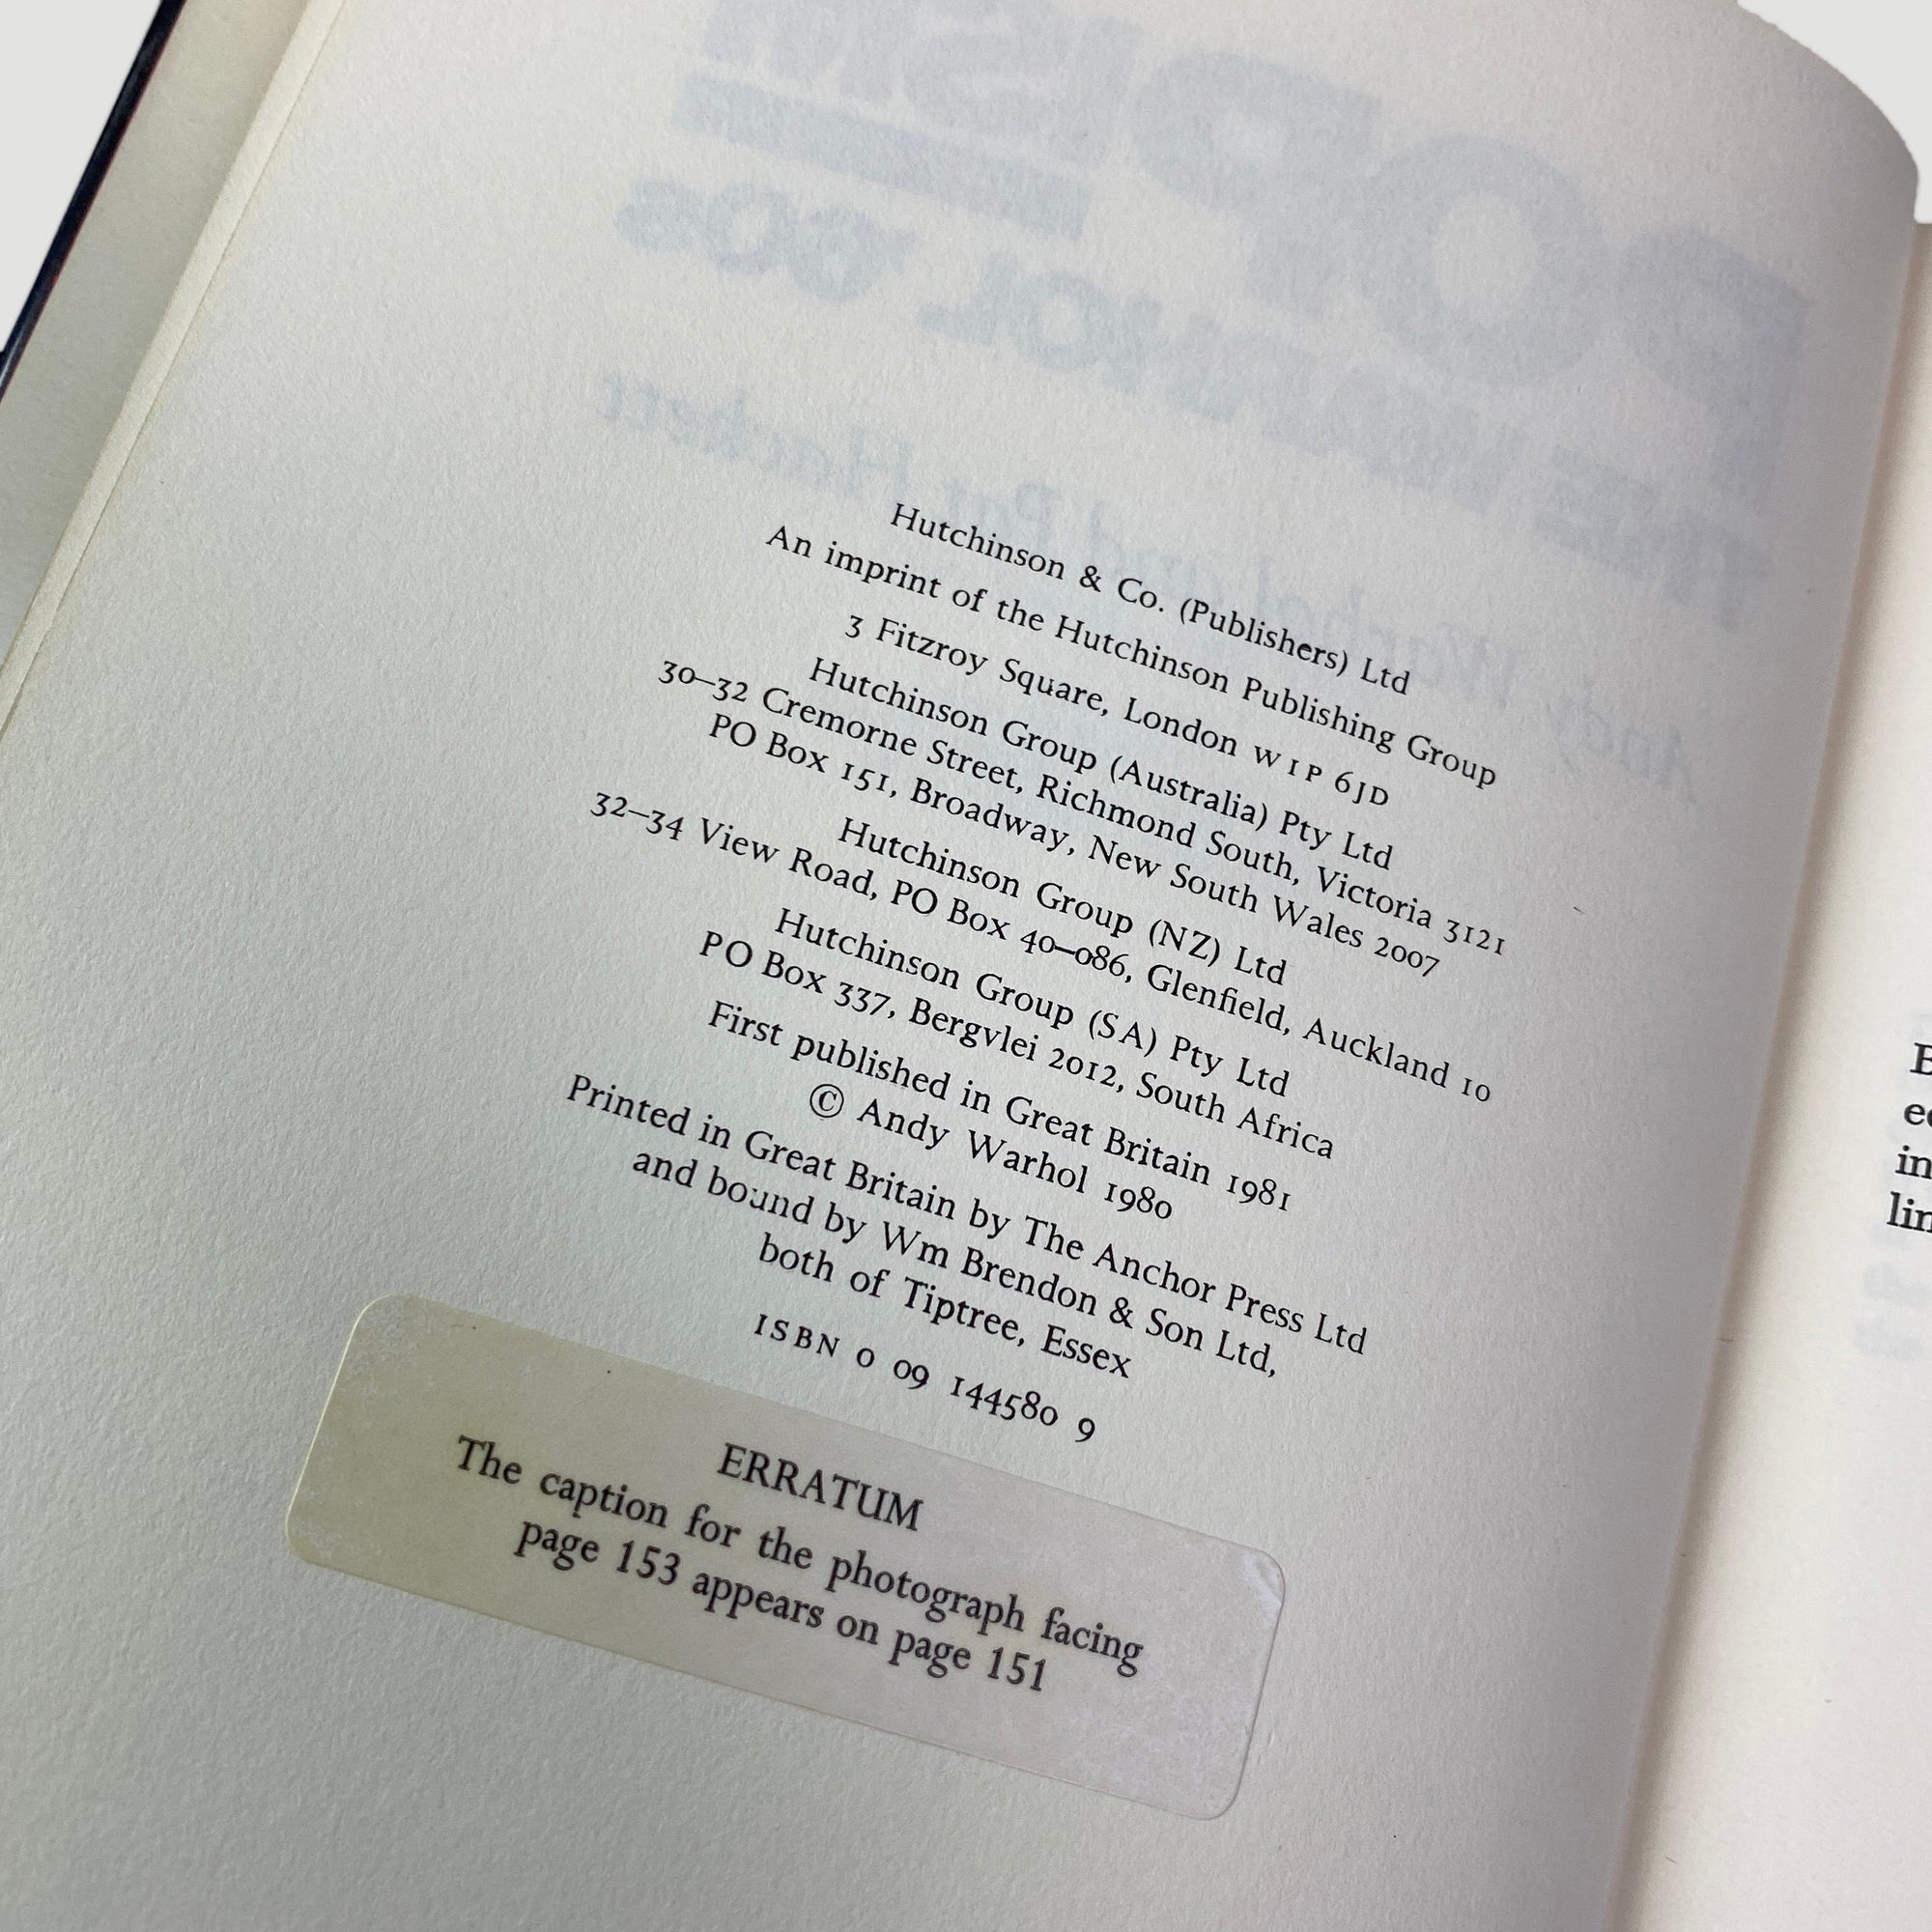 Hutchinson & Co. (Publishers) Ltd
An imprint of the Hutchinson Publishing Group
3 Fitzroy Square, London W1P 6JD
Hutchinson Group (Australia) Pty Ltd
30–32 Cremorne Street, Richmond South, Victoria 3121
PO Box 151, Broadway, New South Wales 2007
Hutchinson Group (NZ) Ltd
32–34 View Road, PO Box 40–086, Glenfield, Auckland 10
Hutchinson Group (SA) Pty Ltd
PO Box 337, Bergvlei 2012, South Africa
First published in Great Britain 1981
© Andy Warhol 1980
Printed in Great Britain by The Anchor Press Ltd
and bound by Wm Brendon & Son Ltd,
both of Tiptree, Essex
ISBN 0 09 144580 9
ERRATUM
The caption for the photograph facing
page 153 appears on page 151